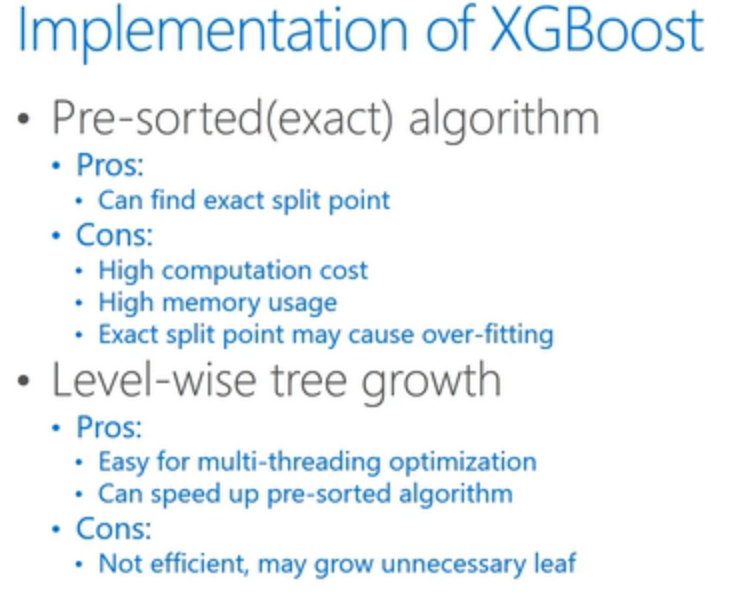 Implementation of XGBoost
• Pre-sorted(exact) algorithm
• Pros:
• Can find exact split point
• Cons:
• High computation cost
• High memory usage
• Exact split point may cause over-fitting
• Level-wise tree growth
• Pros:
• Easy for multi-threading optimization
• Can speed up pre-sorted algorithm
• Cons:
• Not efficient, may grow unnecessary leaf